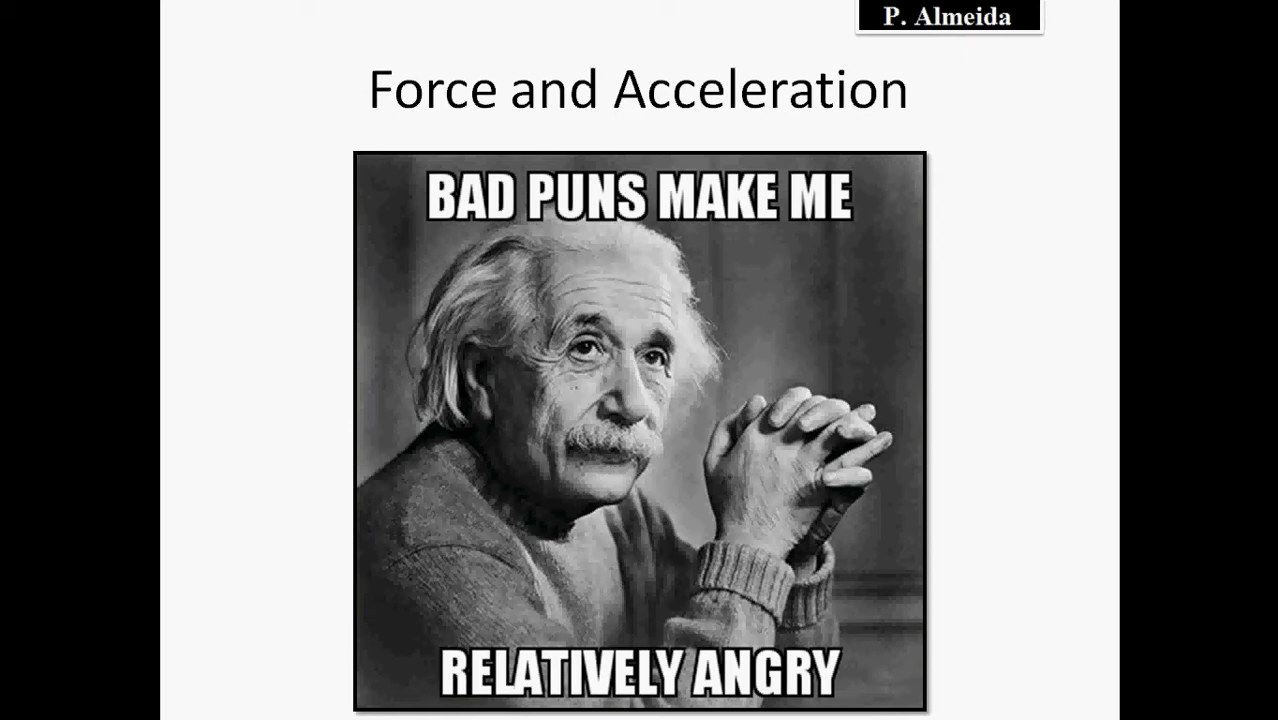 P. Almeida
Force and Acceleration
BAD PUNS MAKE ME
RELATIVELY ANGRY